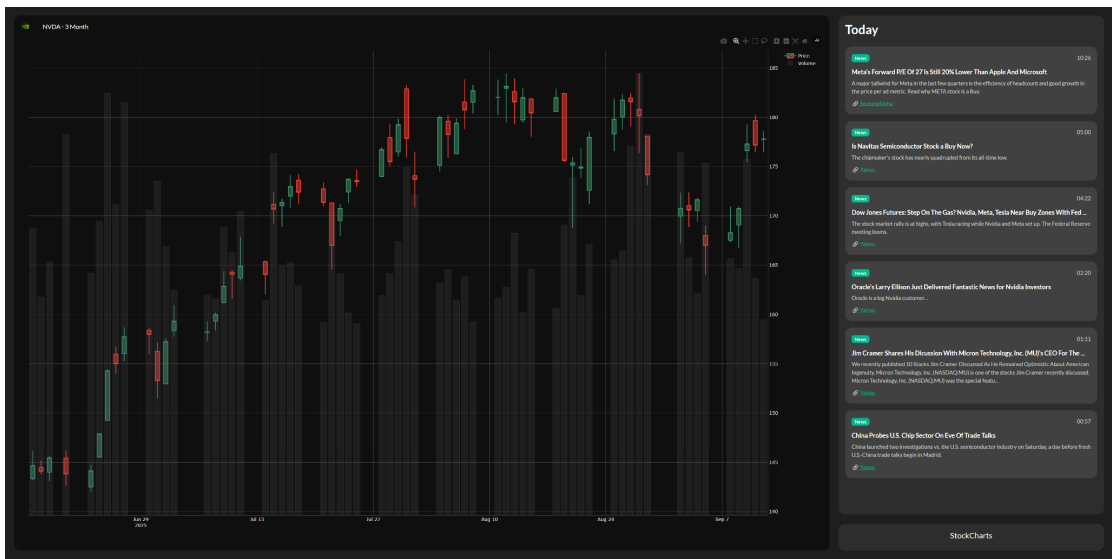 NVDA - 3 Month
Price
Volume
185
180
175
170
165
160
155
150
145
140
Jun 29
2025
Jul 13
Jul 27
Aug 10
Aug 24
Sep 7
Today
News
10:26
Meta's Forward P/E Of 27 Is Still 20% Lower Than Apple And Microsoft
A major tailwind for Meta in the last few quarters is the efficiency of headcount and good growth in
the price per ad metric. Read why META stock is a Buy.
SeekingAlpha
News
05:00
Is Navitas Semiconductor Stock a Buy Now?
The chipmaker's stock has nearly quadrupled from its all-time low.
Yahoo
News
04:22
Dow Jones Futures: Step On The Gas? Nvidia, Meta, Tesla Near Buy Zones With Fed ...
The stock market rally is at highs, with Tesla racing while Nvidia and Meta set up. The Federal Reserve
meeting looms.
Yahoo
News
02:20
Oracle's Larry Ellison Just Delivered Fantastic News for Nvidia Investors
Oracle is a big Nvidia customer...
Yahoo
News
01:11
Jim Cramer Shares His Dicussion With Micron Technology, Inc. (MU)'s CEO For The ...
We recently published 10 Stocks Jim Cramer Discussed As He Remained Optimistic About American
Ingenuity. Micron Technology, Inc. (NASDAQ:MU) is one of the stocks Jim Cramer recently discussed.
Micron Technology, Inc. (NASDAQ:MU) was the special featu...
Yahoo
News
00:57
China Probes U.S. Chip Sector On Eve Of Trade Talks
China launched two investigations vs. the U.S. semiconductor industry on Saturday, a day before fresh
U.S.-China trade talks begin in Madrid.
Yahoo
StockCharts